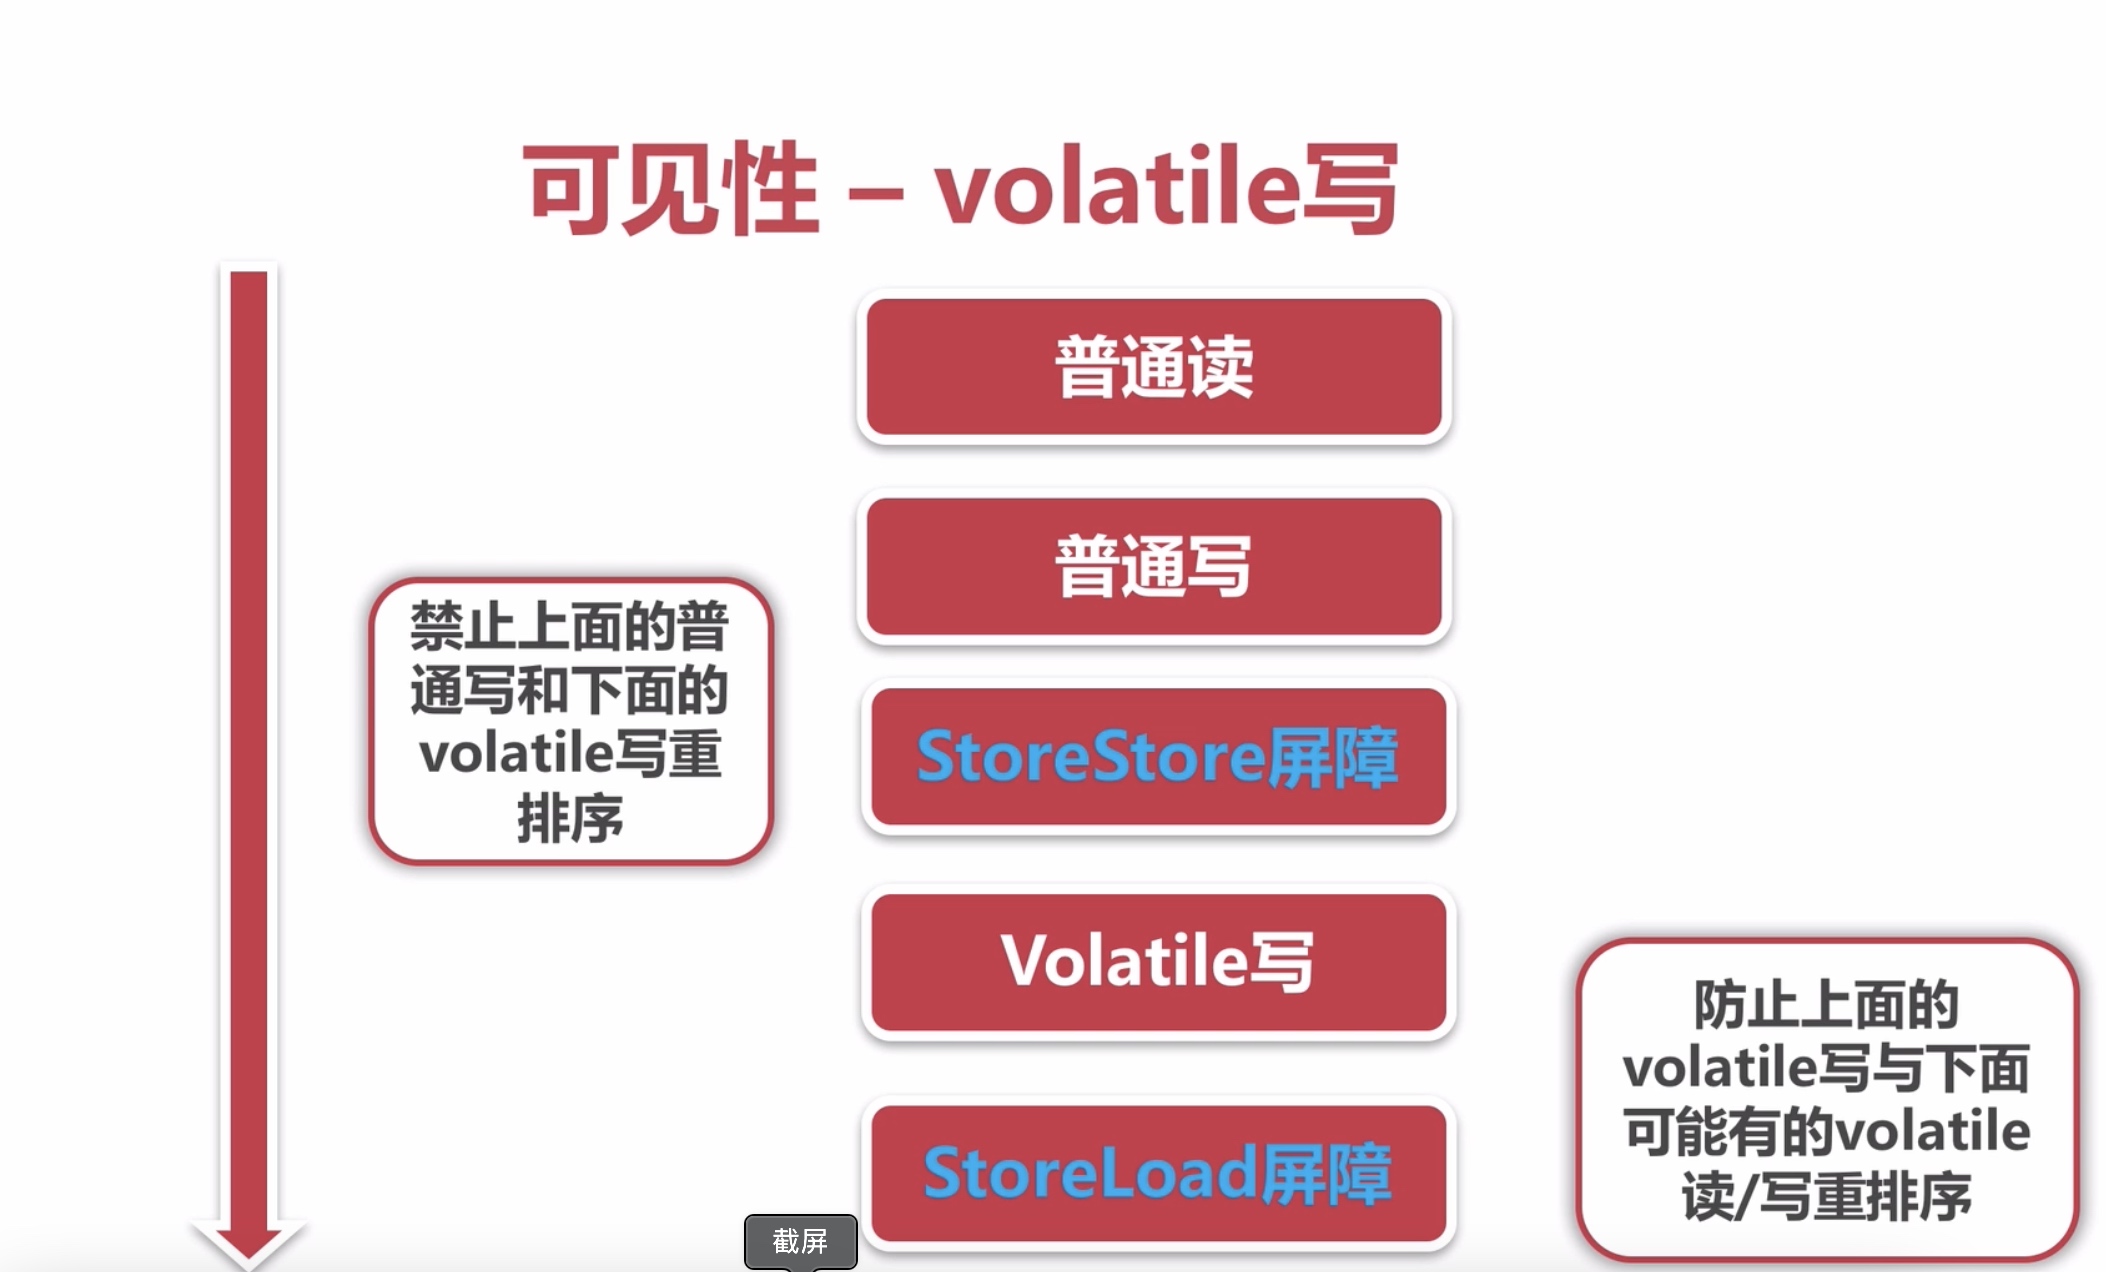 可见性 – volatile写
普通读
普通写
禁止上面的普
通写和下面的
volatile写重
排序
StoreStore屏障
Volatile写
防止上面的
volatile写与下面
可能有的volatile
读/写重排序
StoreLoad屏障
截屏